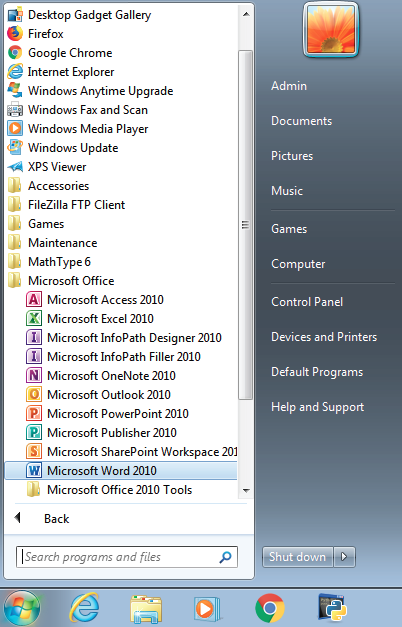 Desktop Gadget Gallery
Firefox
Google Chrome
Internet Explorer
Windows Anytime Upgrade
Windows Fax and Scan
Windows Media Player
Windows Update
XPS Viewer
Accessories
FileZilla FTP Client
Games
Maintenance
MathType 6
Microsoft Office
Microsoft Access 2010
Microsoft Excel 2010
Microsoft InfoPath Designer 2010
Microsoft InfoPath Filler 2010
Microsoft OneNote 2010
Microsoft Outlook 2010
Microsoft PowerPoint 2010
Microsoft Publisher 2010
Microsoft SharePoint Workspace 201
Microsoft Word 2010
Microsoft Office 2010 Tools
Back
Search programs and files
Admin
Documents
Pictures
Music
Games
Computer
Control Panel
Devices and Printers
Default Programs
Help and Support
Shut down